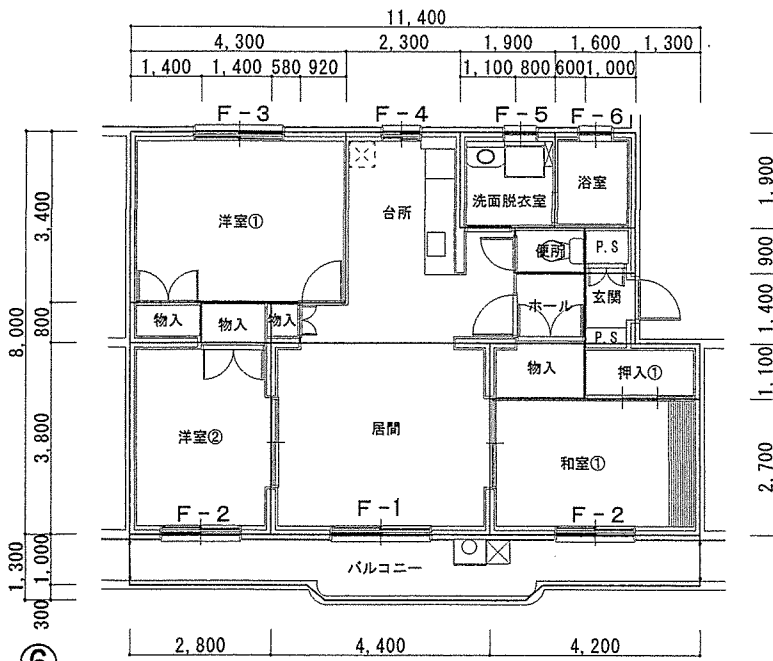 11,400
4,300 2,300 1,900 1,600 1,300
1,400 1,400 580 920 1,100 800 600 1,000
F-3 F-4 F-5 F-6
洋室① 台所 洗面脱衣室 浴室
便所 P.S
ホール 玄関
物入 物入 物入 P.S
物入 押入①
洋室② 居間 和室①
F-2 F-1 F-2
バルコニー
8,000
3,400
800
3,800
1,300
1,000
300
1,900
900
1,400
1,100
2,700
2,800 4,400 4,200
⑥